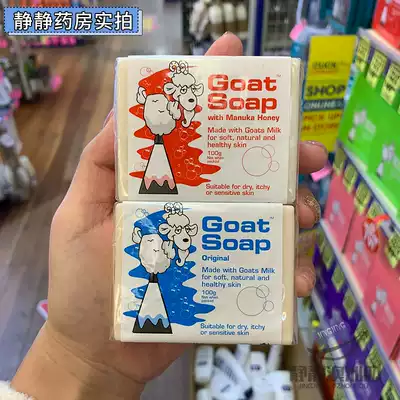 静静药房实拍
Goat
Soap
with Manuka Honey
Made with Goats Milk
for soft, natural and
healthy skin
100g
Suitable for dry, itchy
or sensitive skin
Goat
Soap
Original
Made with Goats Milk
for soft, natural and
healthy skin
100g
Suitable for dry, itchy
or sensitive skin
SHOP
ONLINE